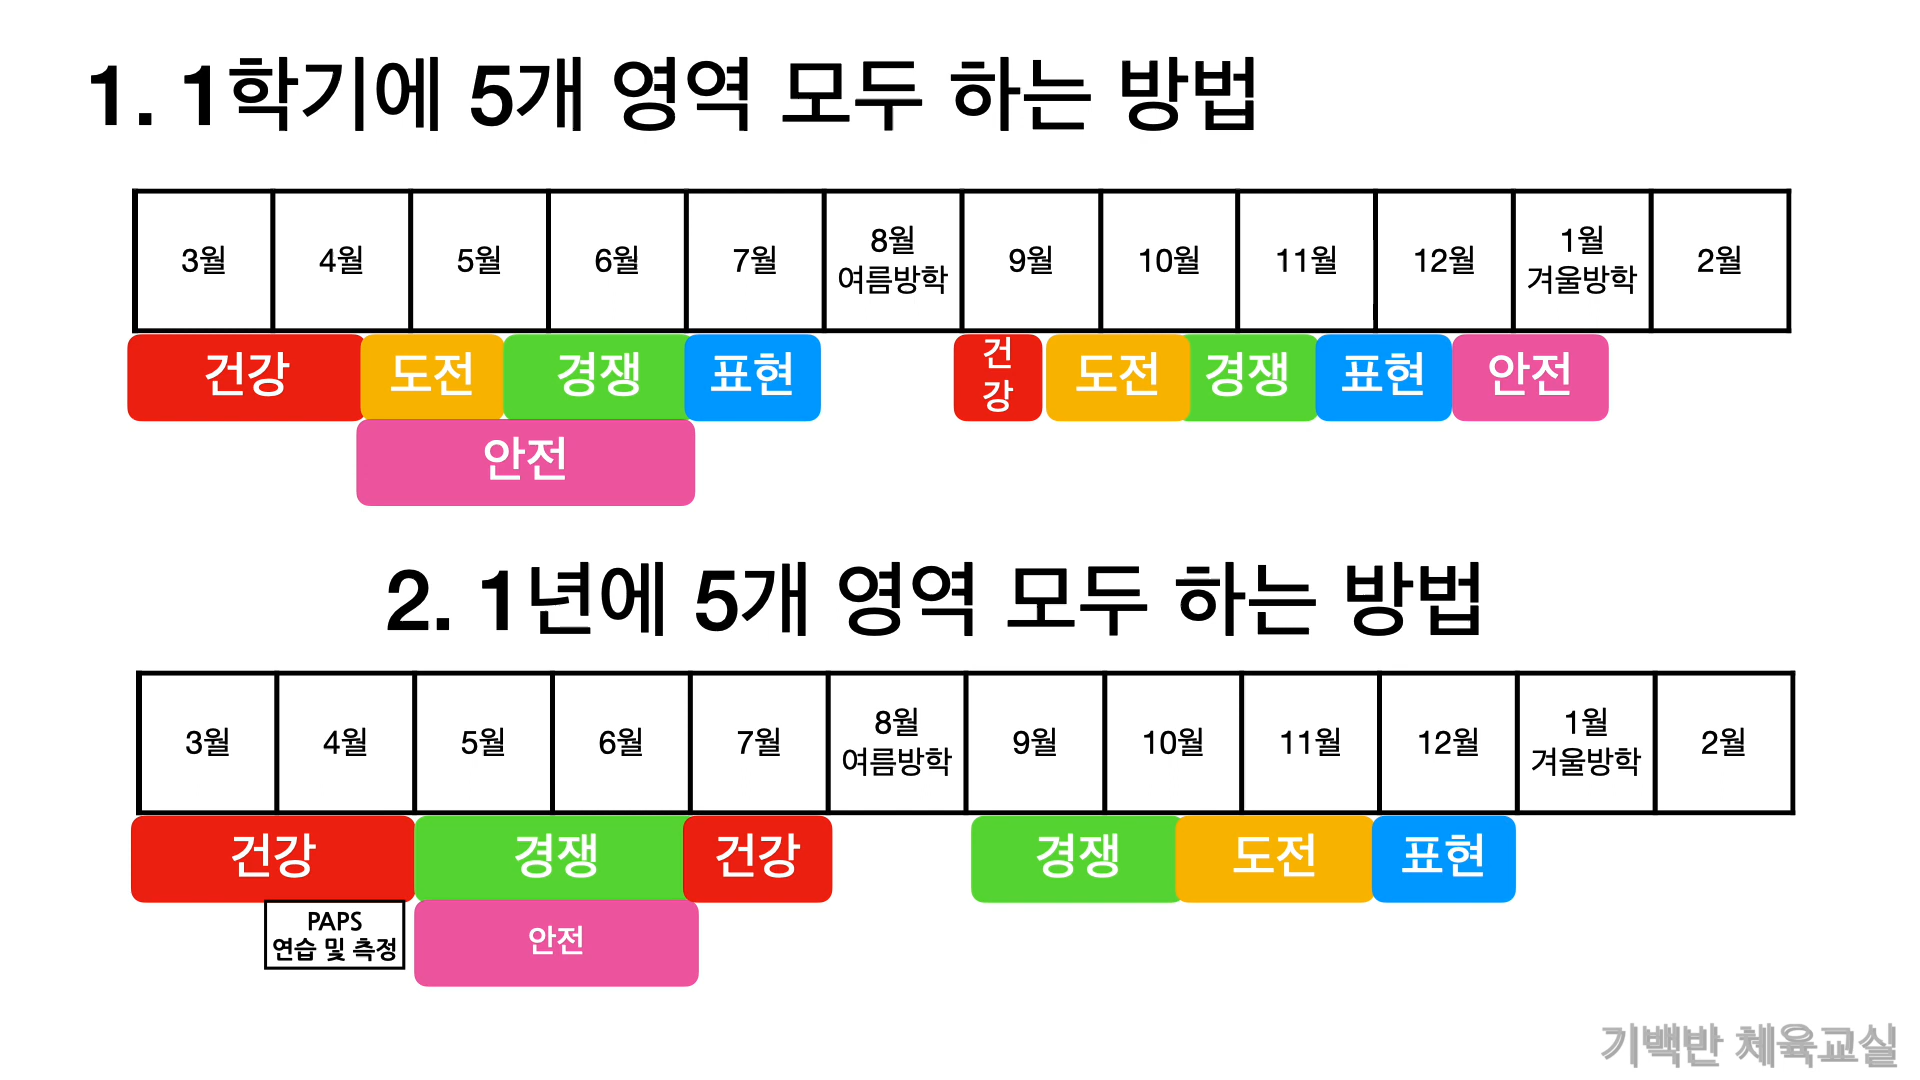 1. 1학기에 5개 영역 모두 하는 방법
3월 4월 5월 6월 7월 8월 여름방학 9월 10월 11월 12월 1월 겨울방학 2월
건강 도전 경쟁 표현 건강 도전 경쟁 표현 안전
안전
2. 1년에 5개 영역 모두 하는 방법
3월 4월 5월 6월 7월 8월 여름방학 9월 10월 11월 12월 1월 겨울방학 2월
건강 경쟁 건강 경쟁 도전 표현
PAPS
연습 및 측정
안전
기백반 체육교실